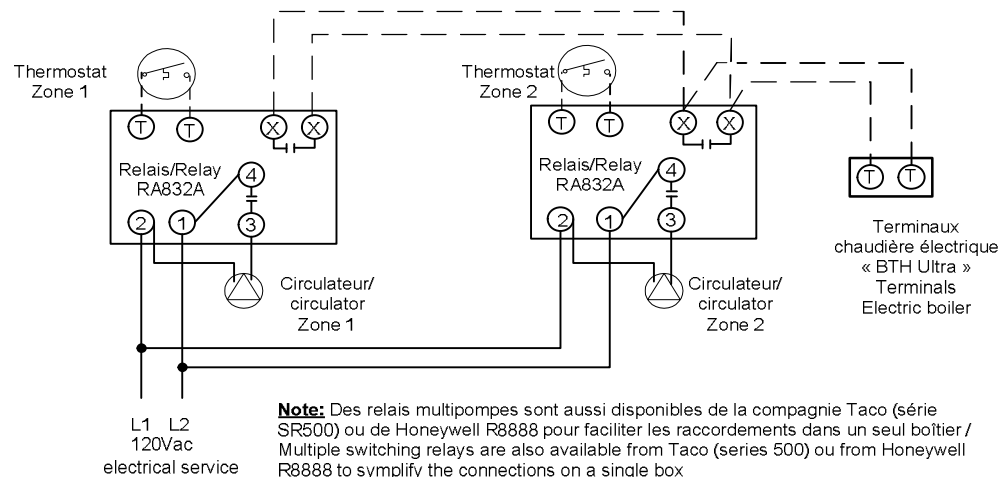 Thermostat
Zone 1
Thermostat
Zone 2
T
T
X
X
T
T
X
X
Relais/Relay
RA832A
4
2
1
3
Relais/Relay
RA832A
4
2
1
3
T
T
Terminaux
chaudière électrique
« BTH Ultra »
Terminals
Electric boiler
Circulateur/
circulator
Zone 1
Circulateur/
circulator
Zone 2
L1 L2
120Vac
electrical service
Note: Des relais multipompes sont aussi disponibles de la compagnie Taco (série
SR500) ou de Honeywell R8888 pour faciliter les raccordements dans un seul boîtier /
Multiple switching relays are also available from Taco (series 500) ou from Honeywell
R8888 to symplify the connections on a single box